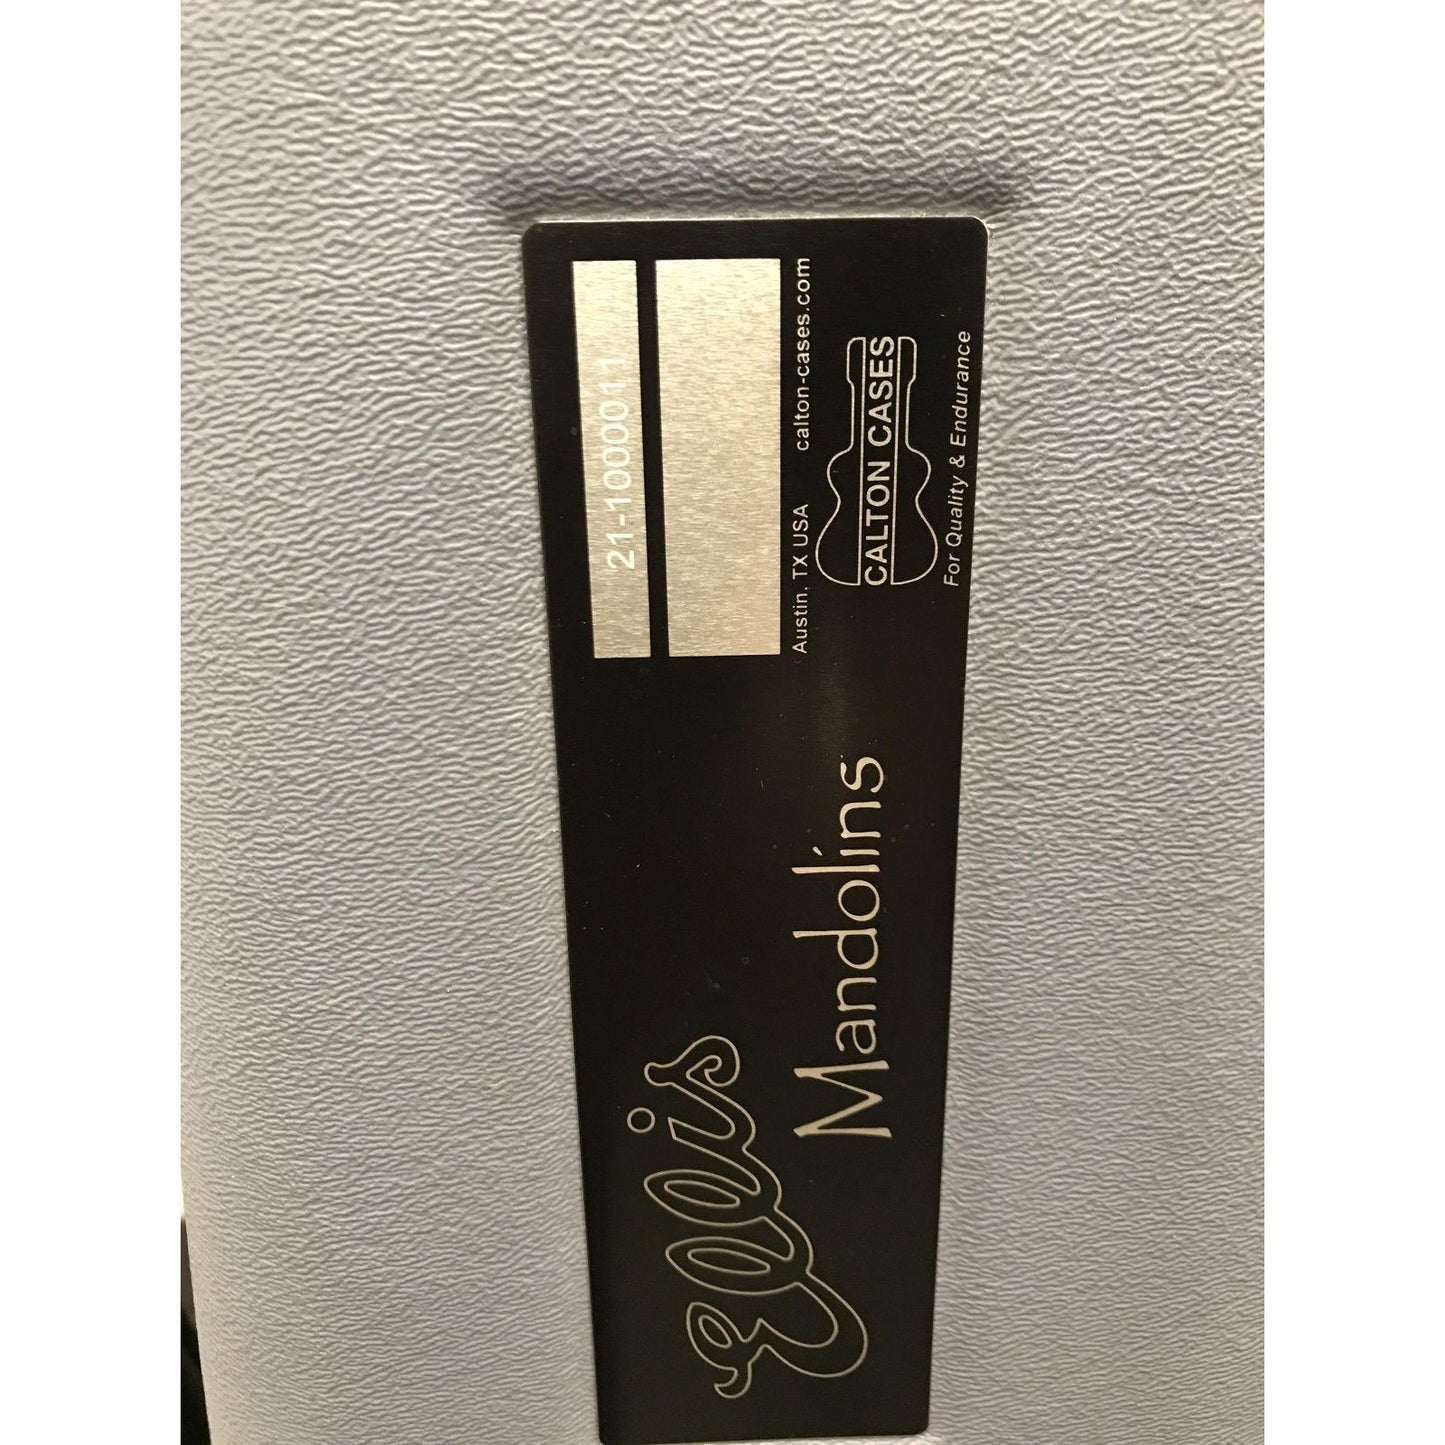 Ellis
Mandolins
21-1000011
Austin, TX USA calton-cases.com
CALTON CASES
For Quality & Endurance